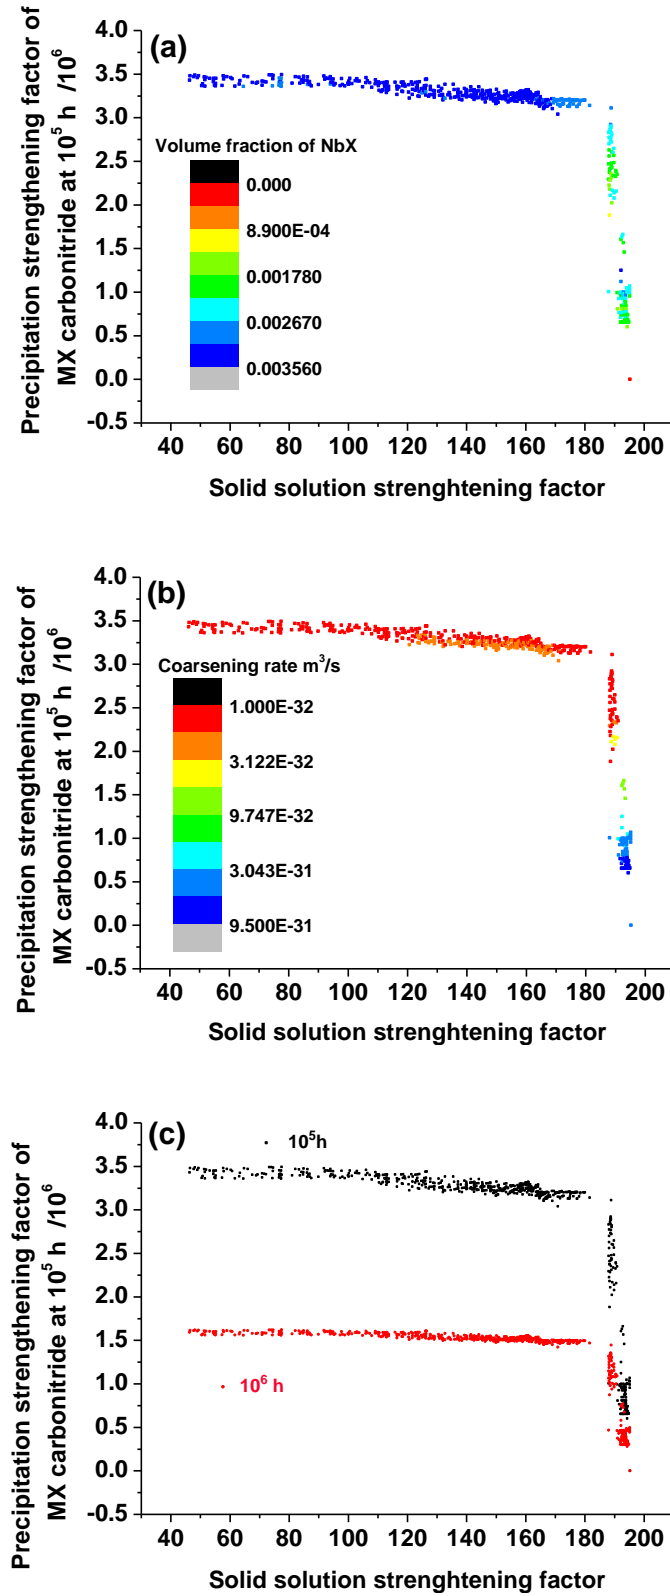 (a)
Precipitation strengthening factor of
MX carbonitride at 10⁵ h /10⁶
4.0
3.5
3.0
2.5
2.0
1.5
1.0
0.5
0.0
-0.5
Volume fraction of NbX
0.000
8.900E-04
0.001780
0.002670
0.003560
40 60 80 100 120 140 160 180 200
Solid solution strenghtening factor
(b)
Precipitation strengthening factor of
MX carbonitride at 10⁵ h /10⁶
4.0
3.5
3.0
2.5
2.0
1.5
1.0
0.5
0.0
-0.5
Coarsening rate m³/s
1.000E-32
3.122E-32
9.747E-32
3.043E-31
9.500E-31
40 60 80 100 120 140 160 180 200
Solid solution strenghtening factor
(c)
Precipitation strengthening factor of
MX carbonitride at 10⁵ h /10⁶
4.0
3.5
3.0
2.5
2.0
1.5
1.0
0.5
0.0
-0.5
10⁵h
10⁶ h
40 60 80 100 120 140 160 180 200
Solid solution strenghtening factor